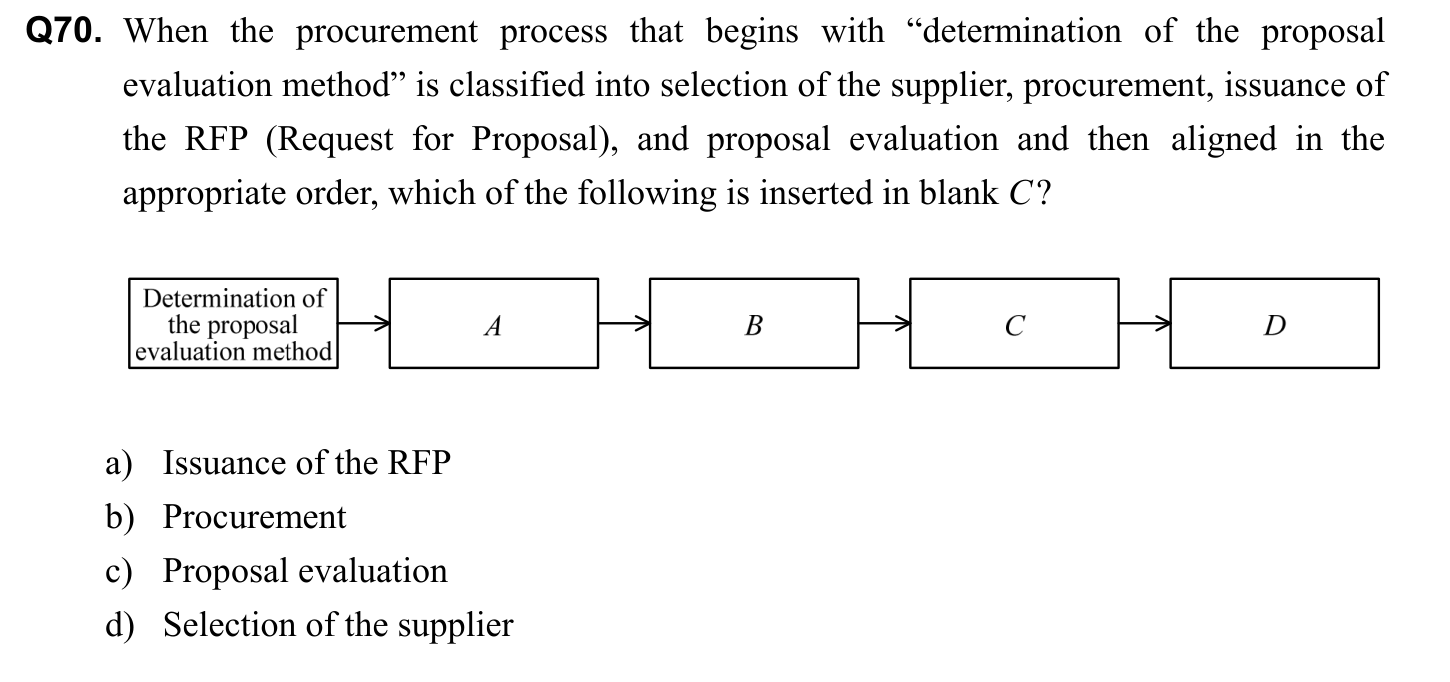 Q70. When the procurement process that begins with “determination of the proposal
evaluation method” is classified into selection of the supplier, procurement, issuance of
the RFP (Request for Proposal), and proposal evaluation and then aligned in the
appropriate order, which of the following is inserted in blank C?
Determination of
the proposal
evaluation method
A
B
C
D
a) Issuance of the RFP
b) Procurement
c) Proposal evaluation
d) Selection of the supplier